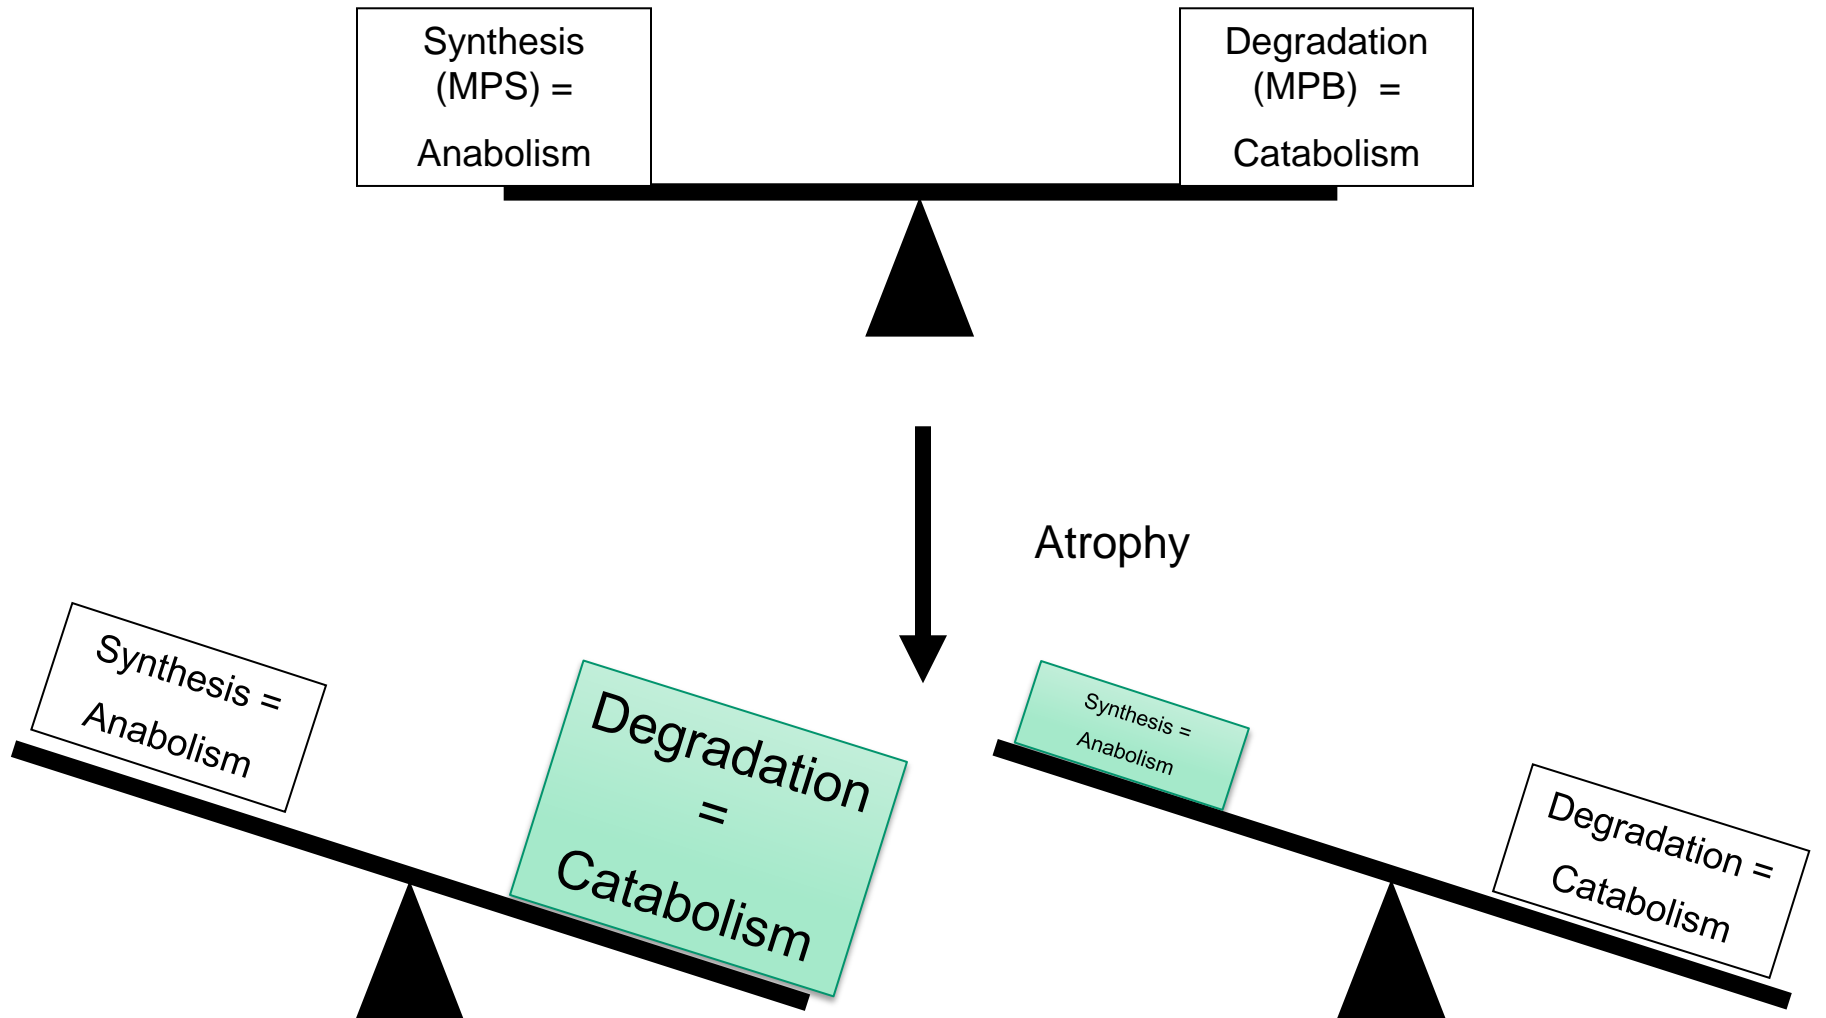 Synthesis
(MPS) =
Anabolism
Degradation
(MPB) =
Catabolism
Atrophy
Synthesis =
Anabolism
Degradation
=
Catabolism
Synthesis =
Anabolism
Degradation =
Catabolism